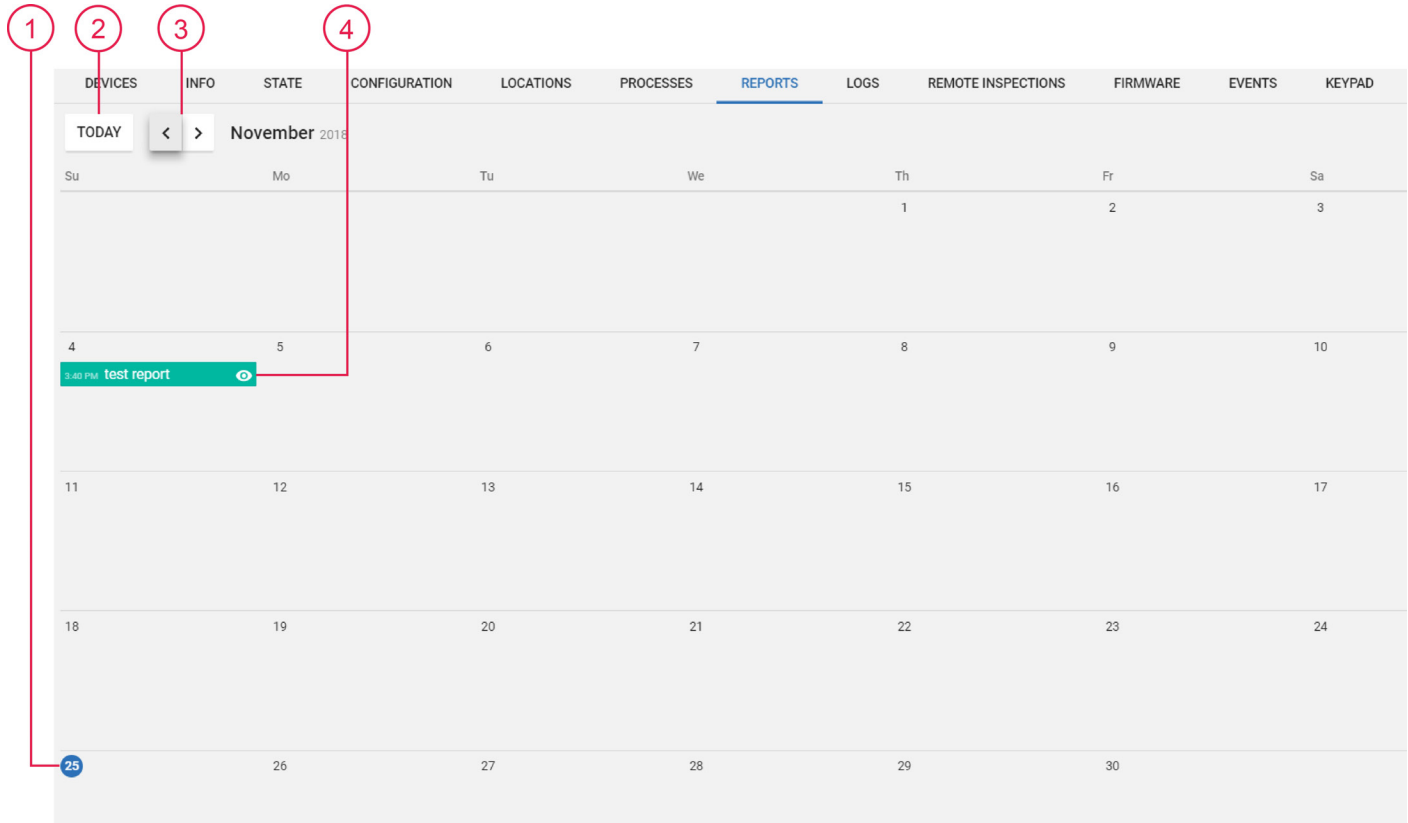 1 2 3 4
DEVICES INFO STATE CONFIGURATION LOCATIONS PROCESSES REPORTS LOGS REMOTE INSPECTIONS FIRMWARE EVENTS KEYPAD
TODAY < > November 2018
Su Mo Tu We Th Fr Sa
1 2 3
4 5 6 7 8 9 10
3:40 PM test report
11 12 13 14 15 16 17
18 19 20 21 22 23 24
25 26 27 28 29 30